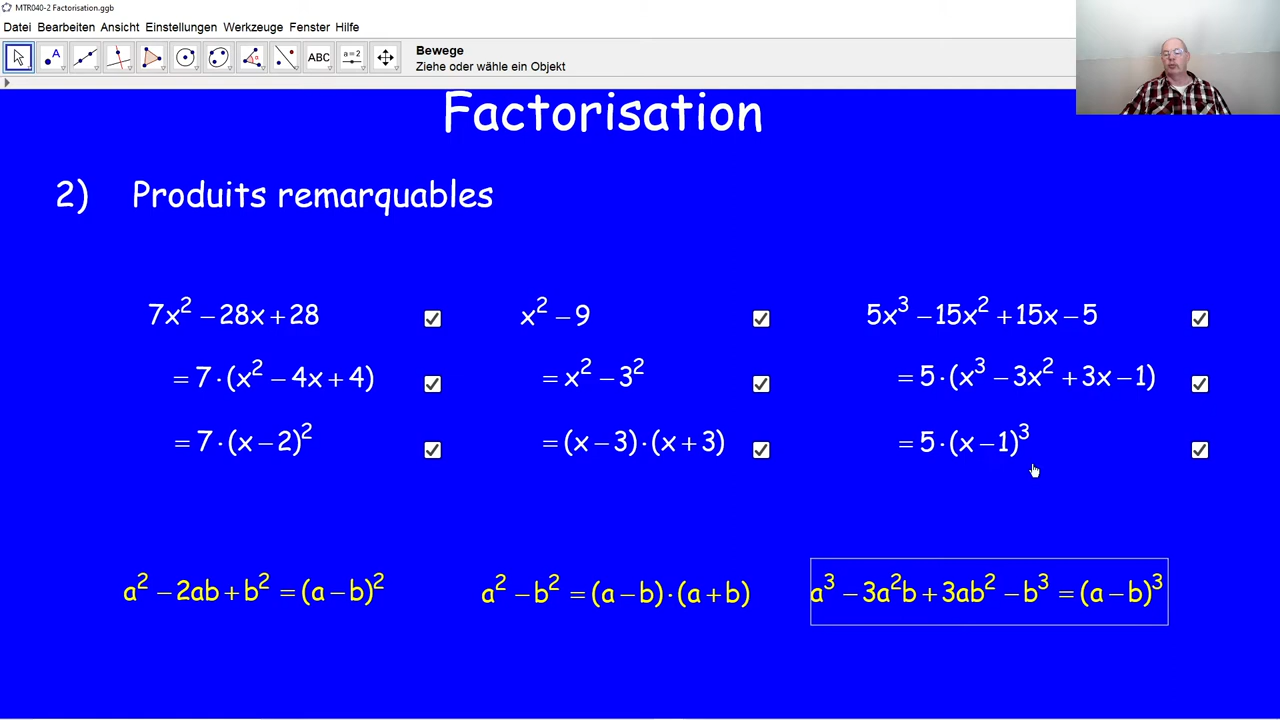 MTR040-2 Factorisation.ggb
Datei Bearbeiten Ansicht Einstellungen Werkzeuge Fenster Hilfe
A ABC a=2
Bewege
Ziehe oder wähle ein Objekt
Factorisation
2) Produits remarquables
7x² − 28x + 28
= 7 · (x² − 4x + 4)
= 7 · (x − 2)²
x² − 9
= x² − 3²
= (x − 3) · (x + 3)
5x³ − 15x² + 15x − 5
= 5 · (x³ − 3x² + 3x − 1)
= 5 · (x − 1)³
a² − 2ab + b² = (a − b)²
a² − b² = (a − b) · (a + b)
a³ − 3a²b + 3ab² − b³ = (a − b)³